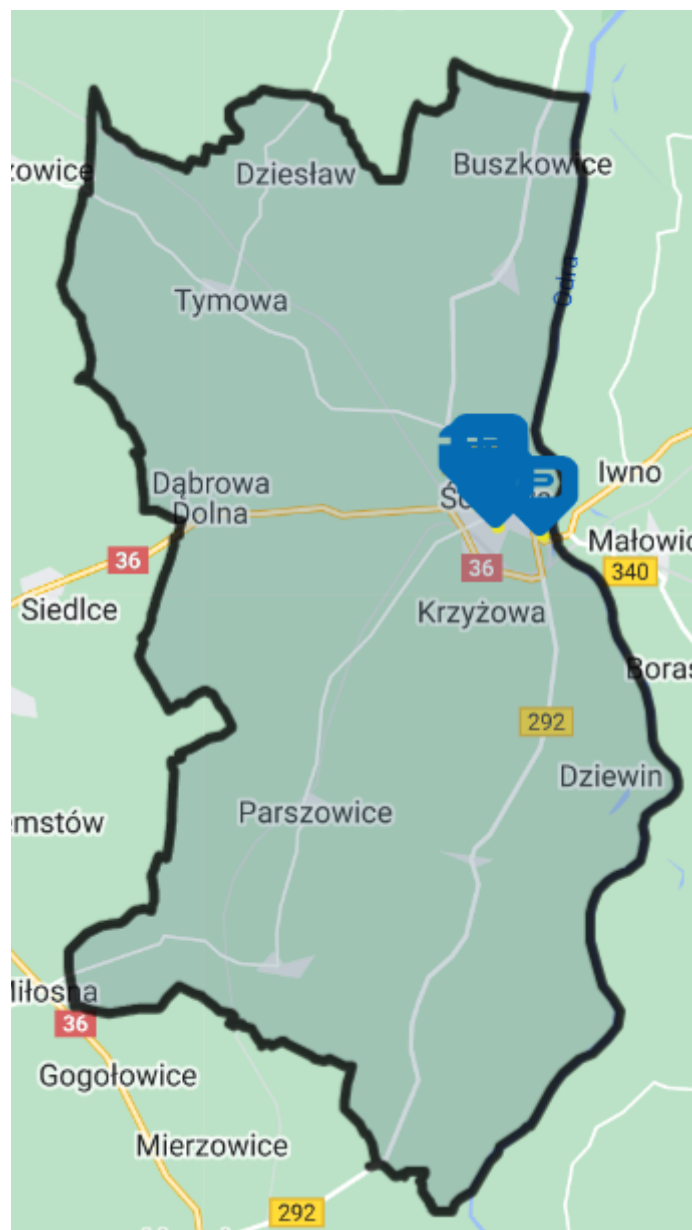 zowice
Dziesław
Buszkowice
Odra
Tymowa
Iwno
Dąbrowa
Dolna
36
Małowic
Siedlce
36
340
Krzyżowa
Boras
292
Dziewin
Parszowice
emstów
Miłosna
36
Gogołowice
Mierzowice
292